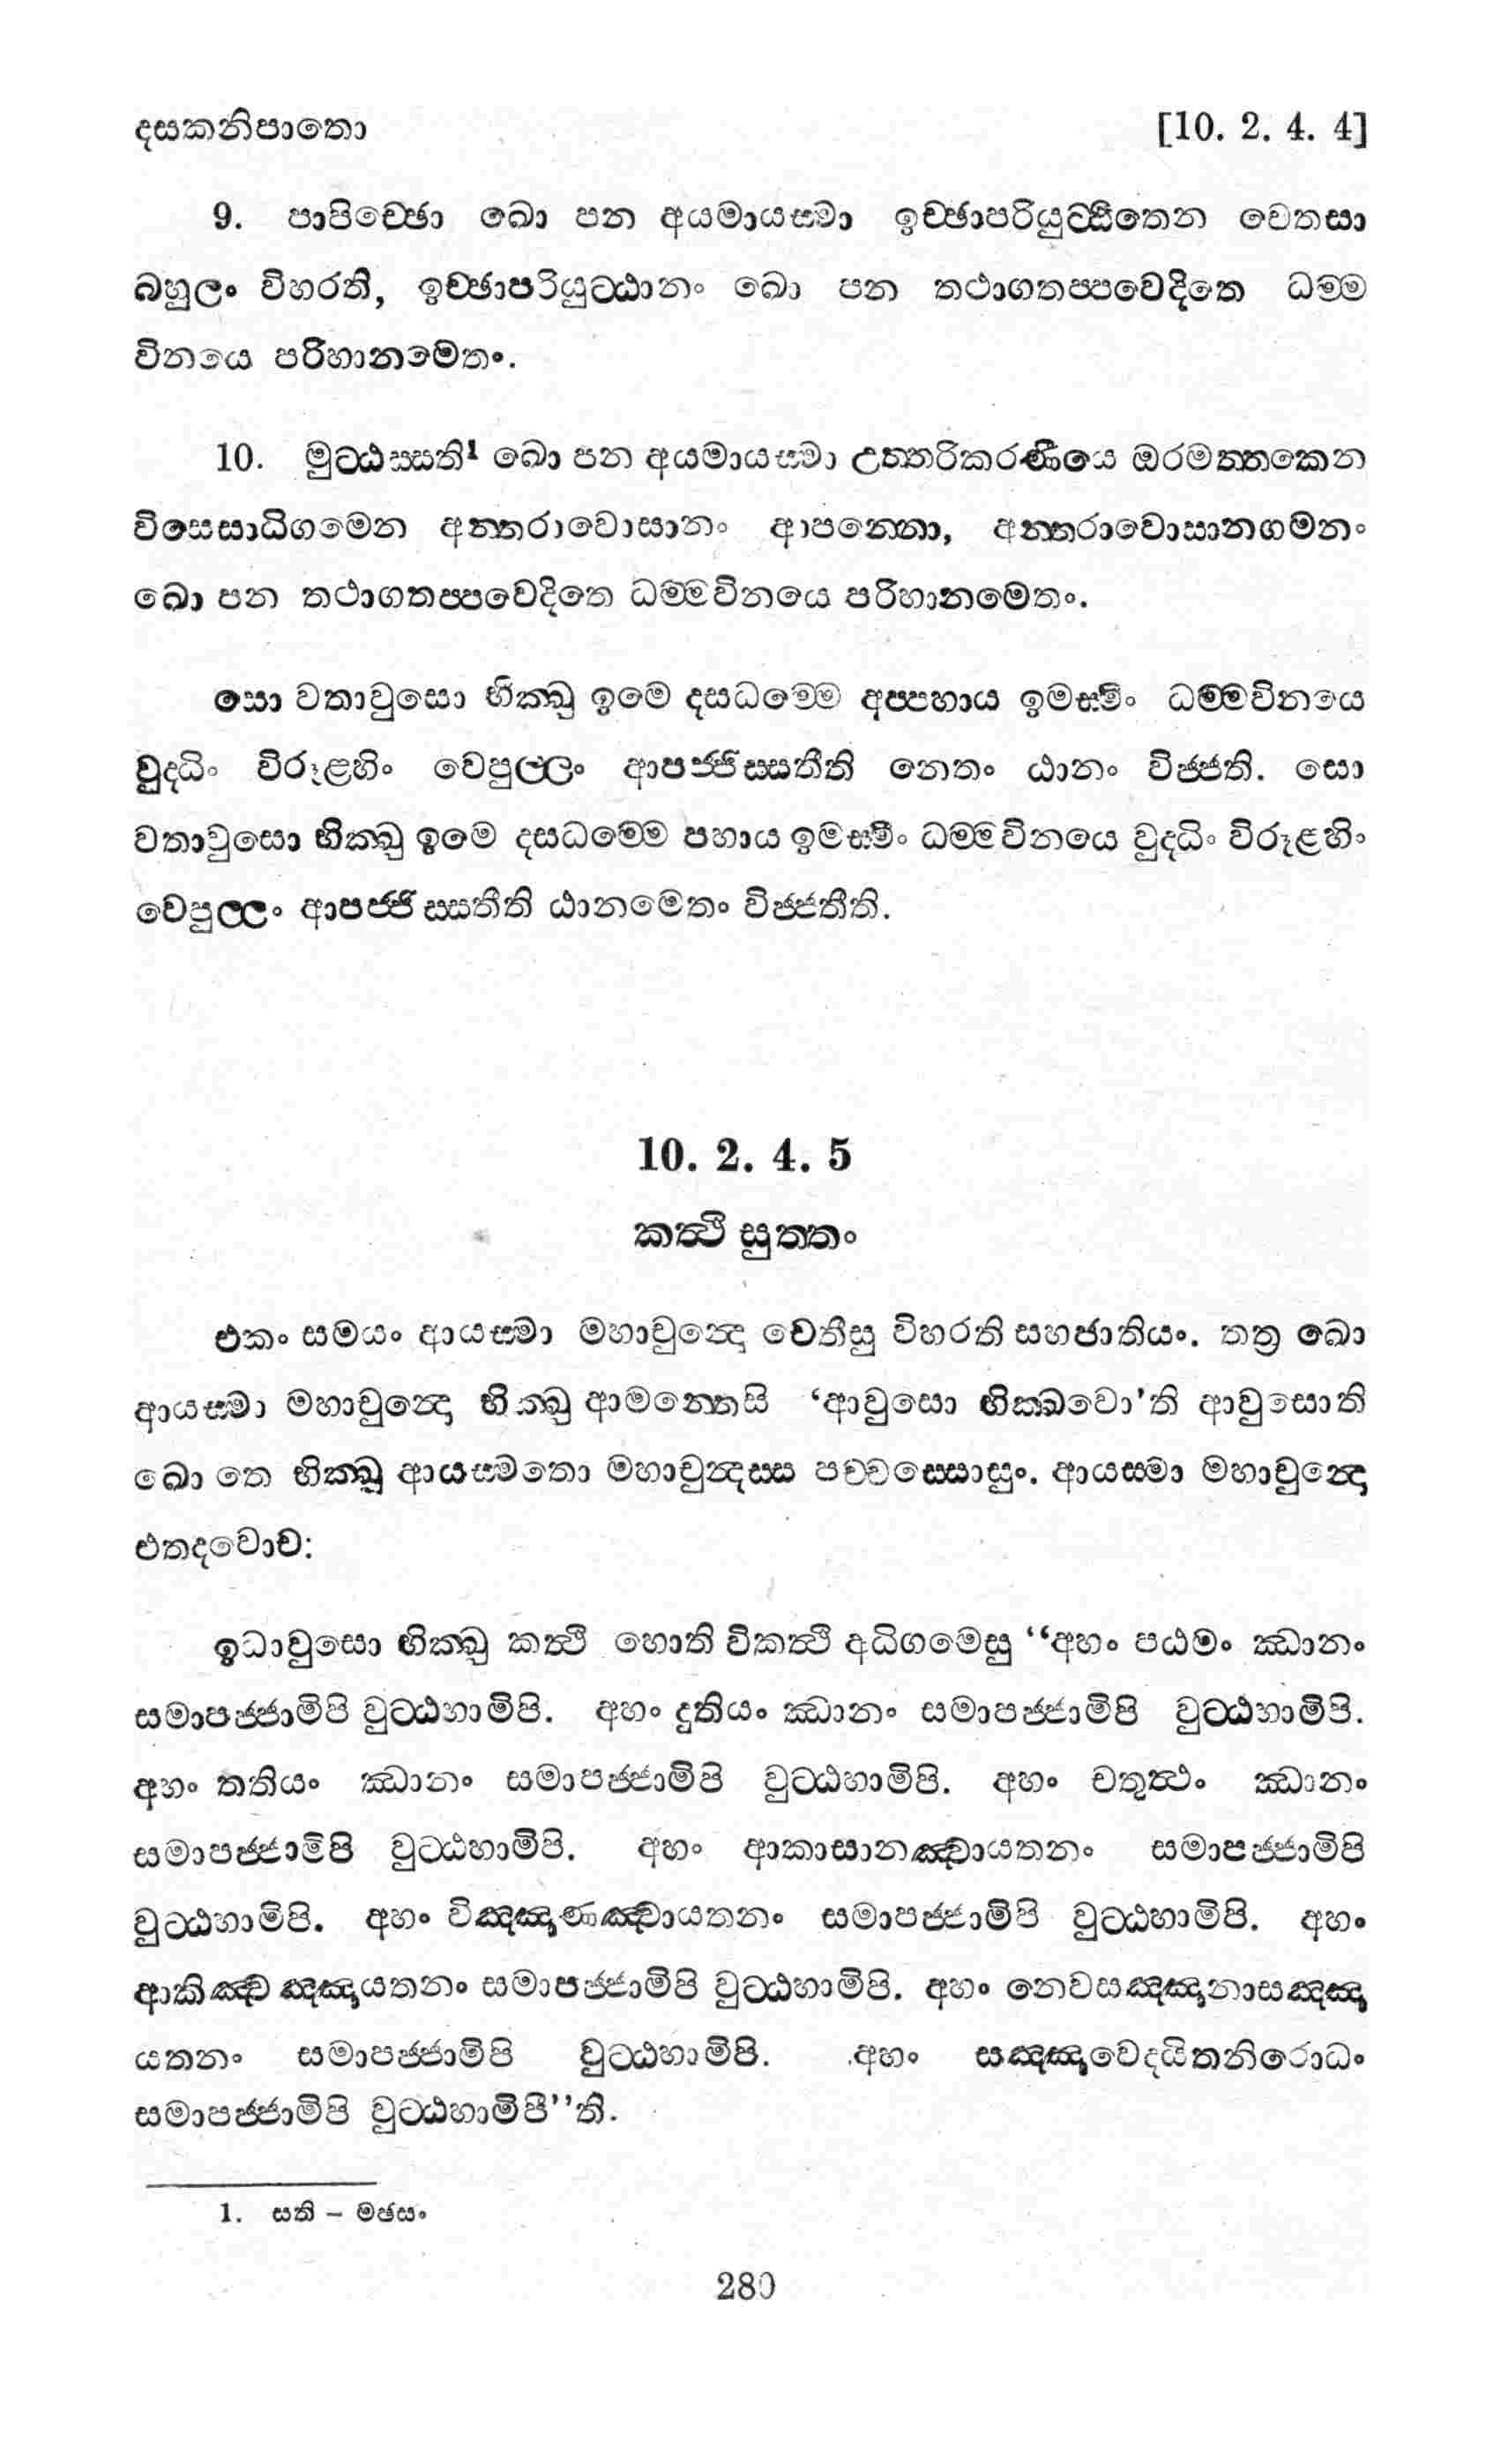 දසකනිපාතො [10. 2. 4. 4]
9. පාපිච්ඡො ඛො පන අයමායස්මා ඉච්ඡාපරියුට්ඨිතෙන චෙතසා
බහුලං විහරති, ඉච්ඡාපරියුට්ඨානං ඛො පන තථාගතප්පවෙදිතෙ ධම්ම
විනයෙ පරිහානමෙතං.
10. මුට්ඨස්සති¹ ඛො පන අයමායස්මා උත්තරිකරණීයෙ ඔරමත්තකෙන
විසෙසාධිගමෙන අන්තරාවොසානං ආපන්නො, අන්තරාවොසානගමනං
ඛො පන තථාගතප්පවෙදිතෙ ධම්මවිනයෙ පරිහානමෙතං.
සො වතාවුසො භික්ඛු ඉමෙ දසධම්මෙ අප්පහාය ඉමස්මිං ධම්මවිනයෙ
වුද්ධිං විරූළ්හිං වෙපුල්ලං ආපජ්ජිස්සතීති නෙතං ඨානං විජ්ජති. සො
වතාවුසො භික්ඛු ඉමෙ දසධම්මෙ පහාය ඉමස්මිං ධම්මවිනයෙ වුද්ධිං විරූළ්හිං
වෙපුල්ලං ආපජ්ජිස්සතීති ඨානමෙතං විජ්ජතීති.
10. 2. 4. 5
කත්ථි සුත්තං
එකං සමයං ආයස්මා මහාචුන්දො චෙතීසු විහරති සහජාතියං. තත්‍ර ඛො
ආයස්මා මහාචුන්දො භික්ඛු ආමන්තෙසි ‘ආවුසො භික්ඛවො’ති ආවුසොති
ඛො තෙ භික්ඛූ ආයස්මතො මහාචුන්දස්ස පච්චස්සොසුං. ආයස්මා මහාචුන්දො
එතදවොච:
ඉධාවුසො භික්ඛු කත්ථි හොති විකත්ථි අධිගමෙසු “අහං පඨමං ඣානං
සමාපජ්ජාමිපි වුට්ඨහාමිපි. අහං දුතියං ඣානං සමාපජ්ජාමිපි වුට්ඨහාමිපි.
අහං තතියං ඣානං සමාපජ්ජාමිපි වුට්ඨහාමිපි. අහං චතුත්ථං ඣානං
සමාපජ්ජාමිපි වුට්ඨහාමිපි. අහං ආකාසානඤ්චායතනං සමාපජ්ජාමිපි
වුට්ඨහාමිපි. අහං විඤ්ඤාණඤ්චායතනං සමාපජ්ජාමිපි වුට්ඨහාමිපි. අහං
ආකිඤ්චඤ්ඤායතනං සමාපජ්ජාමිපි වුට්ඨහාමිපි. අහං නෙවසඤ්ඤානාසඤ්ඤා
යතනං සමාපජ්ජාමිපි වුට්ඨහාමිපි. අහං සඤ්ඤාවෙදයිතනිරොධං
සමාපජ්ජාමිපි වුට්ඨහාමිපී”ති.
1. සති – මඡසං
280